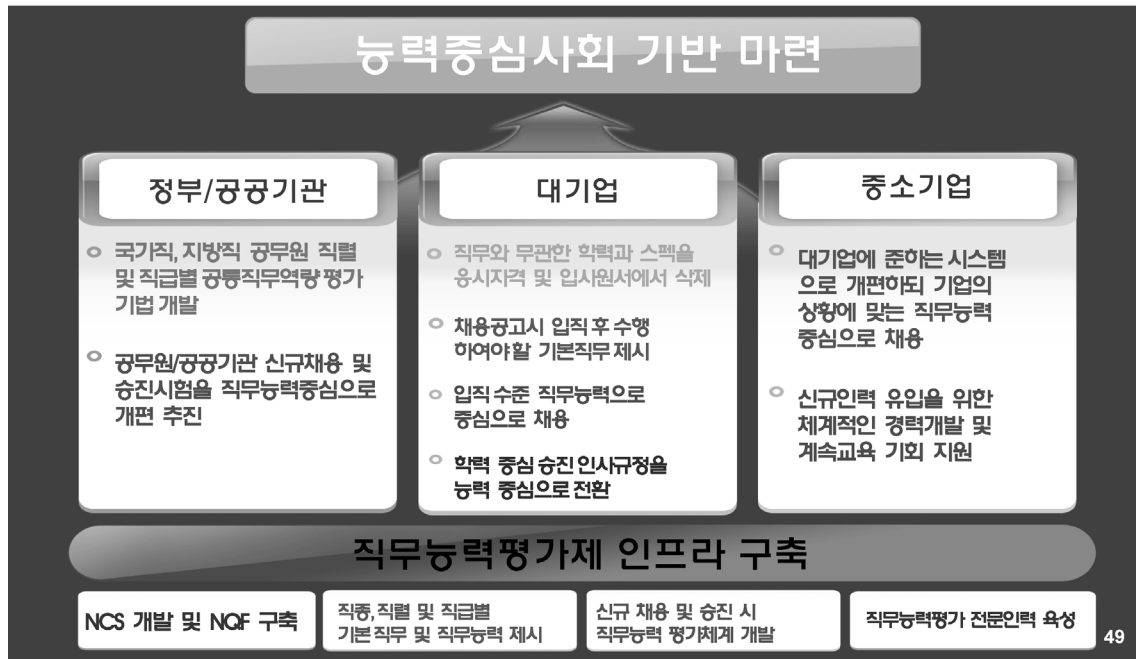 능력중심사회 기반 마련
정부/공공기관
국가직, 지방직 공무원 직렬
및 직급별 공통직무역량 평가
기법 개발
공무원/공공기관 신규채용 및
승진시험을 직무능력중심으로
개편 추진
대기업
직무와 무관한 학력과 스펙을
응시자격 및 입사원서에서 삭제
채용공고시 입직 후 수행
하여야할 기본직무 제시
입직 수준 직무능력으로
중심으로 채용
학력 중심 승진 인사규정을
능력 중심으로 전환
중소기업
대기업에 준하는 시스템
으로 개편하되 기업의
상황에 맞는 직무능력
중심으로 채용
신규인력 유입을 위한
체계적인 경력개발 및
계속교육 기회 지원
직무능력평가제 인프라 구축
NCS 개발 및 NQF 구축
직종, 직렬 및 직급별
기본 직무 및 직무능력 제시
신규 채용 및 승진 시
직무능력 평가체계 개발
직무능력평가 전문인력 육성
49